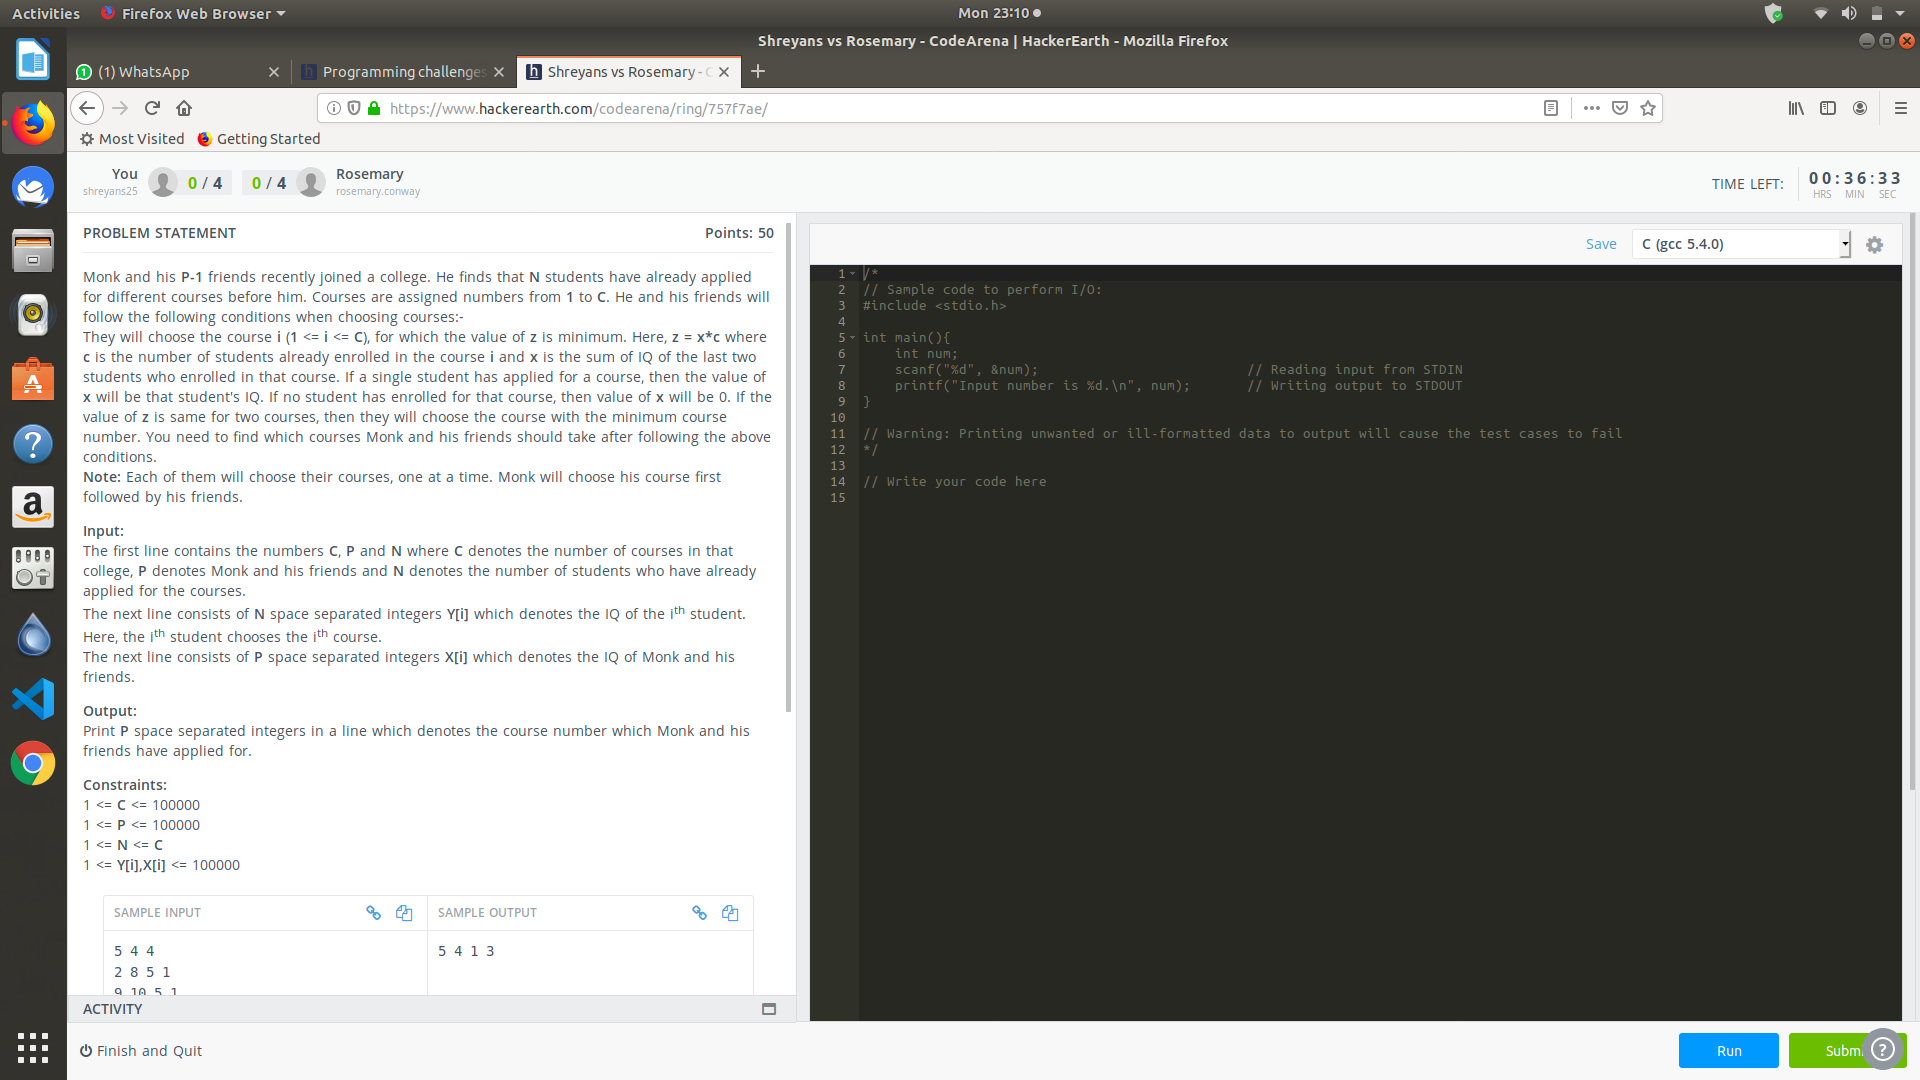 Activities
Firefox Web Browser
Mon 23:10
Shreyans vs Rosemary - CodeArena | HackerEarth - Mozilla Firefox
(1) WhatsApp
Programming challenges
Shreyans vs Rosemary - C
https://www.hackerearth.com/codearena/ring/757f7ae/
Most Visited
Getting Started
You
shreyans25
0 / 4
0 / 4
Rosemary
rosemary.conway
TIME LEFT:
00:36:33
HRS MIN SEC
PROBLEM STATEMENT
Points: 50
Monk and his P-1 friends recently joined a college. He finds that N students have already applied
for different courses before him. Courses are assigned numbers from 1 to C. He and his friends will
follow the following conditions when choosing courses:-
They will choose the course i (1 <= i <= C), for which the value of z is minimum. Here, z = x*c where
c is the number of students already enrolled in the course i and x is the sum of IQ of the last two
students who enrolled in that course. If a single student has applied for a course, then the value of
x will be that student's IQ. If no student has enrolled for that course, then value of x will be 0. If the
value of z is same for two courses, then they will choose the course with the minimum course
number. You need to find which courses Monk and his friends should take after following the above
conditions.
Note: Each of them will choose their courses, one at a time. Monk will choose his course first
followed by his friends.
Input:
The first line contains the numbers C, P and N where C denotes the number of courses in that
college, P denotes Monk and his friends and N denotes the number of students who have already
applied for the courses.
The next line consists of N space separated integers Y[i] which denotes the IQ of the ith student.
Here, the ith student chooses the ith course.
The next line consists of P space separated integers X[i] which denotes the IQ of Monk and his
friends.
Output:
Print P space separated integers in a line which denotes the course number which Monk and his
friends have applied for.
Constraints:
1 <= C <= 100000
1 <= P <= 100000
1 <= N <= C
1 <= Y[i],X[i] <= 100000
SAMPLE INPUT
5 4 4
2 8 5 1
9 10 5 1
SAMPLE OUTPUT
5 4 1 3
ACTIVITY
Finish and Quit
Save
C (gcc 5.4.0)
1 /*
2 // Sample code to perform I/O:
3 #include <stdio.h>
4
5 int main(){
6 int num;
7 scanf("%d", &num); // Reading input from STDIN
8 printf("Input number is %d.\n", num); // Writing output to STDOUT
9 }
10
11 // Warning: Printing unwanted or ill-formatted data to output will cause the test cases to fail
12 */
13
14 // Write your code here
15
Run
Subm